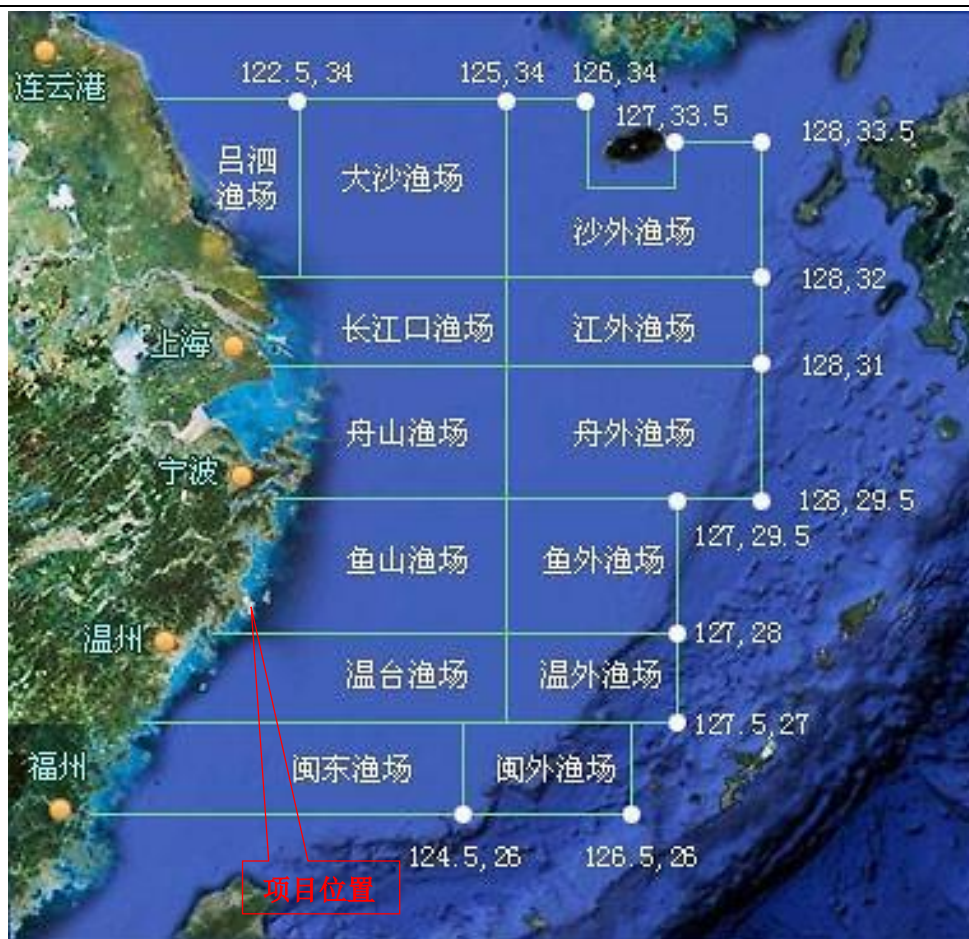 122.5, 34
125, 34
126, 34
连云港
127, 33.5
128, 33.5
吕泗
渔场
大沙渔场
沙外渔场
128, 32
长江口渔场
江外渔场
上海
128, 31
舟山渔场
舟外渔场
宁波
128, 29.5
127, 29.5
鱼山渔场
鱼外渔场
温州
127, 28
温台渔场
温外渔场
127.5, 27
福州
闽东渔场
闽外渔场
124.5, 26
126.5, 26
项目位置